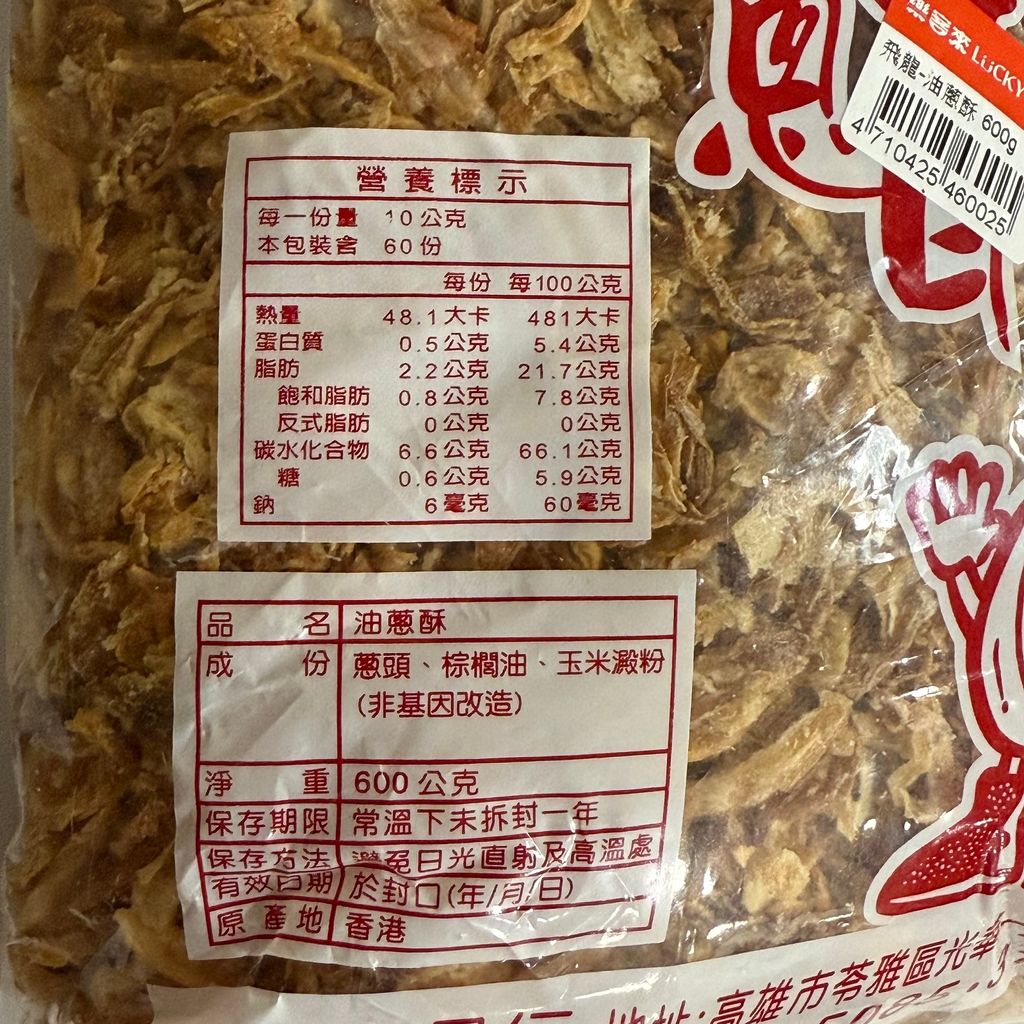 樂客來 LUCKY
飛龍-油蔥酥 600g
4 710425 460025
營養標示
每一份量 10公克
本包裝含 60份
每份 每100公克
熱量 48.1大卡 481大卡
蛋白質 0.5公克 5.4公克
脂肪 2.2公克 21.7公克
飽和脂肪 0.8公克 7.8公克
反式脂肪 0公克 0公克
碳水化合物 6.6公克 66.1公克
糖 0.6公克 5.9公克
鈉 6毫克 60毫克
品名 油蔥酥
成份 蔥頭、棕櫚油、玉米澱粉
(非基因改造)
淨重 600公克
保存期限 常溫下未拆封一年
保存方法 避免日光直射及高溫處
有效日期 於封口(年/月/日)
原產地 香港
地址:高雄市苓雅區光華